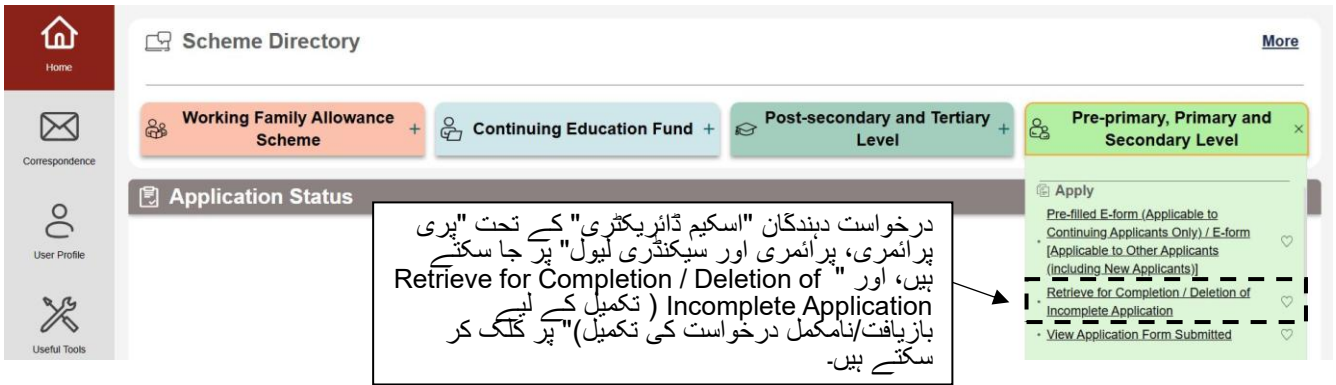 Home
Correspondence
User Profile
Useful Tools
Scheme Directory
More
Working Family Allowance
Scheme
+
Continuing Education Fund +
Post-secondary and Tertiary
Level
+
Pre-primary, Primary and
Secondary Level
×
Application Status
Apply
• Pre-filled E-form (Applicable to
Continuing Applicants Only) / E-form
[Applicable to Other Applicants
(including New Applicants)]
• Retrieve for Completion / Deletion of
Incomplete Application
• View Application Form Submitted
درخواست دہندگان "اسکیم ڈائریکٹری" کے تحت "پری
پرائمری، پرائمری اور سیکنڈری لیول" پر جا سکتے
ہیں، اور " Retrieve for Completion / Deletion of
Incomplete Application ( تکمیل کے لیے
بازیافت/نامکمل درخواست کی تکمیل)" پر کلک کر
سکتے ہیں۔